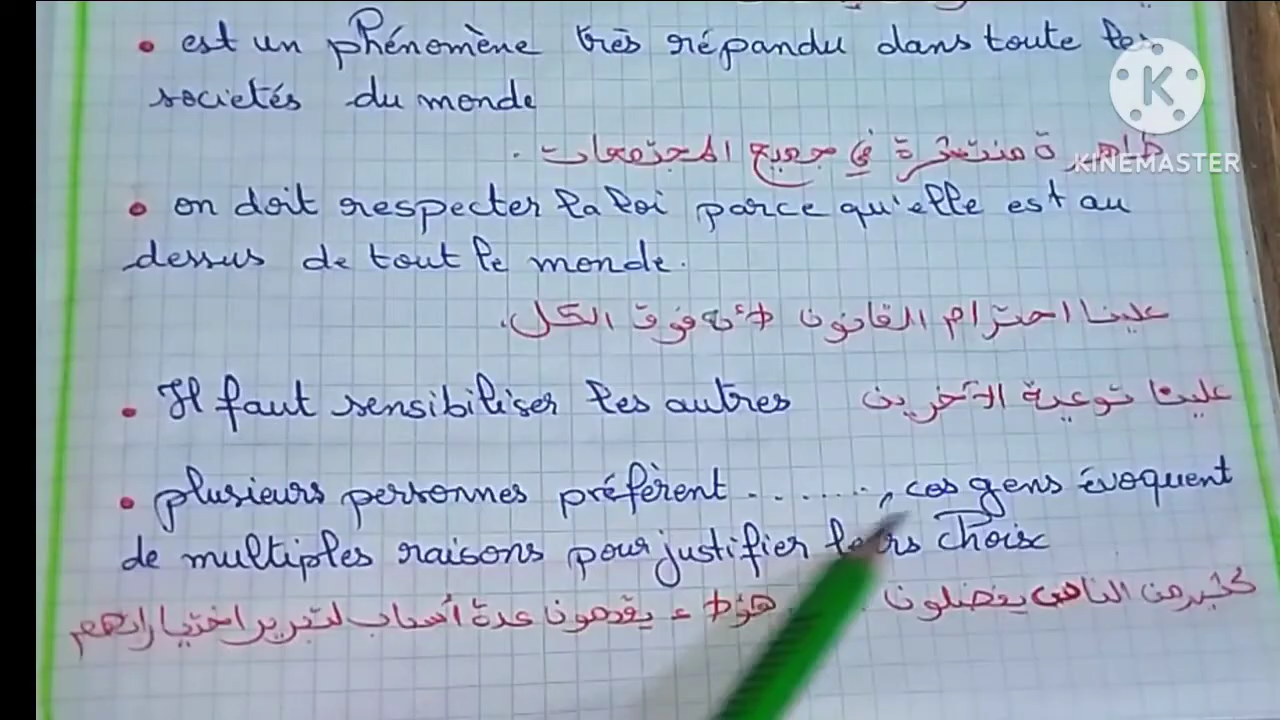 • est un phénomène très répandu dans toute les
societés du monde
ظاهرة منتشرة في جميع المجتمعات .
• on doit respecter la loi parce qu'elle est au
dessus de tout le monde.
علينا احترام القانون لأنه فوق الكل.
• Il faut sensibiliser les autres علينا توعية الآخرين
• plusieurs personnes préfèrent ......., ces gens évoquent
de multiples raisons pour justifier leurs choix
كثير من الناس يفضلون . . . هؤلاء يقدمون عدة أسباب لتبرير اختياراتهم
K
KINEMASTER